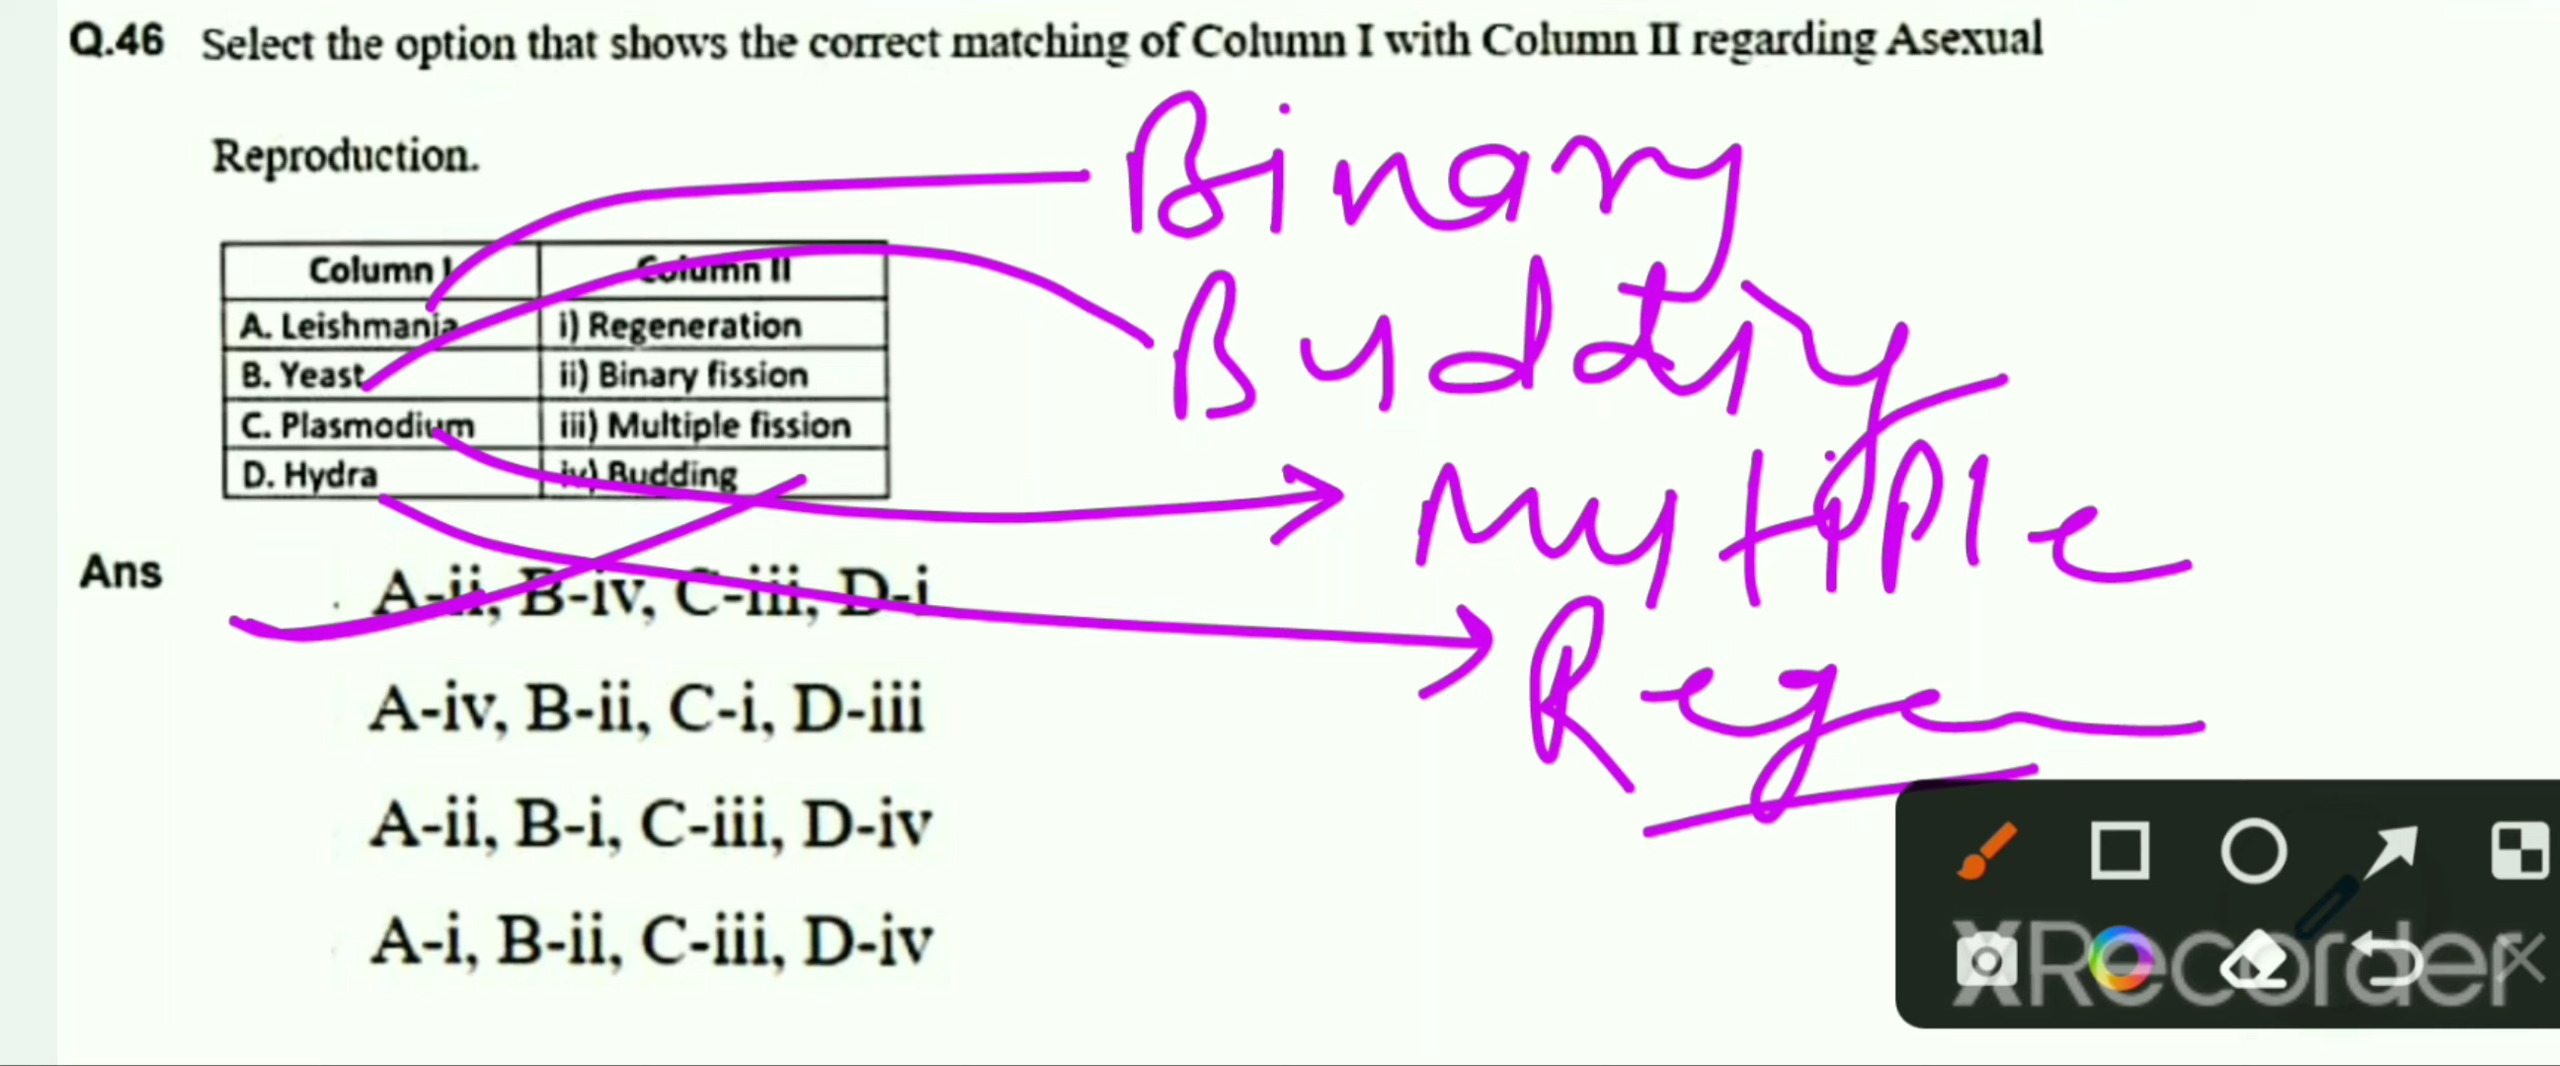 Q.46 Select the option that shows the correct matching of Column I with Column II regarding Asexual
Reproduction.
Binary
Budding
Multiple
Regen
Column I Column II
A. Leishmania i) Regeneration
B. Yeast ii) Binary fission
C. Plasmodium iii) Multiple fission
D. Hydra iv) Budding
Ans
A-ii, B-iv, C-iii, D-i
A-iv, B-ii, C-i, D-iii
A-ii, B-i, C-iii, D-iv
A-i, B-ii, C-iii, D-iv
XRecorder